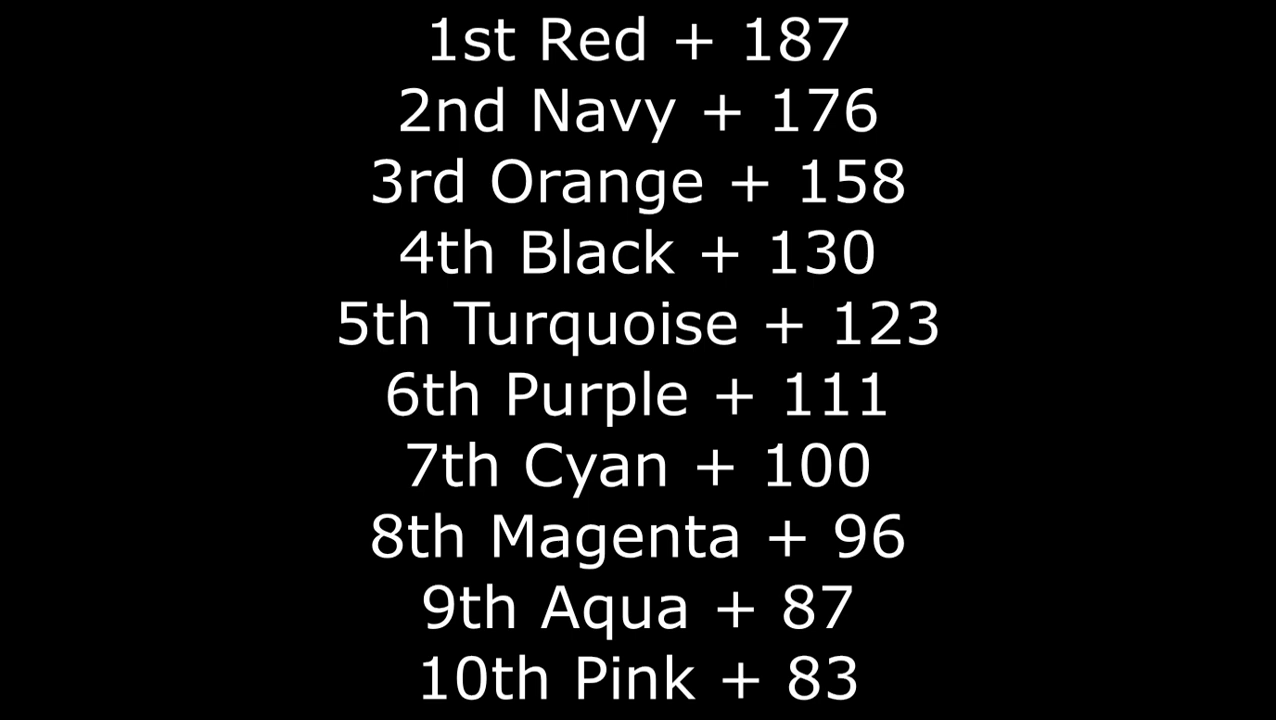 1st Red + 187
2nd Navy + 176
3rd Orange + 158
4th Black + 130
5th Turquoise + 123
6th Purple + 111
7th Cyan + 100
8th Magenta + 96
9th Aqua + 87
10th Pink + 83